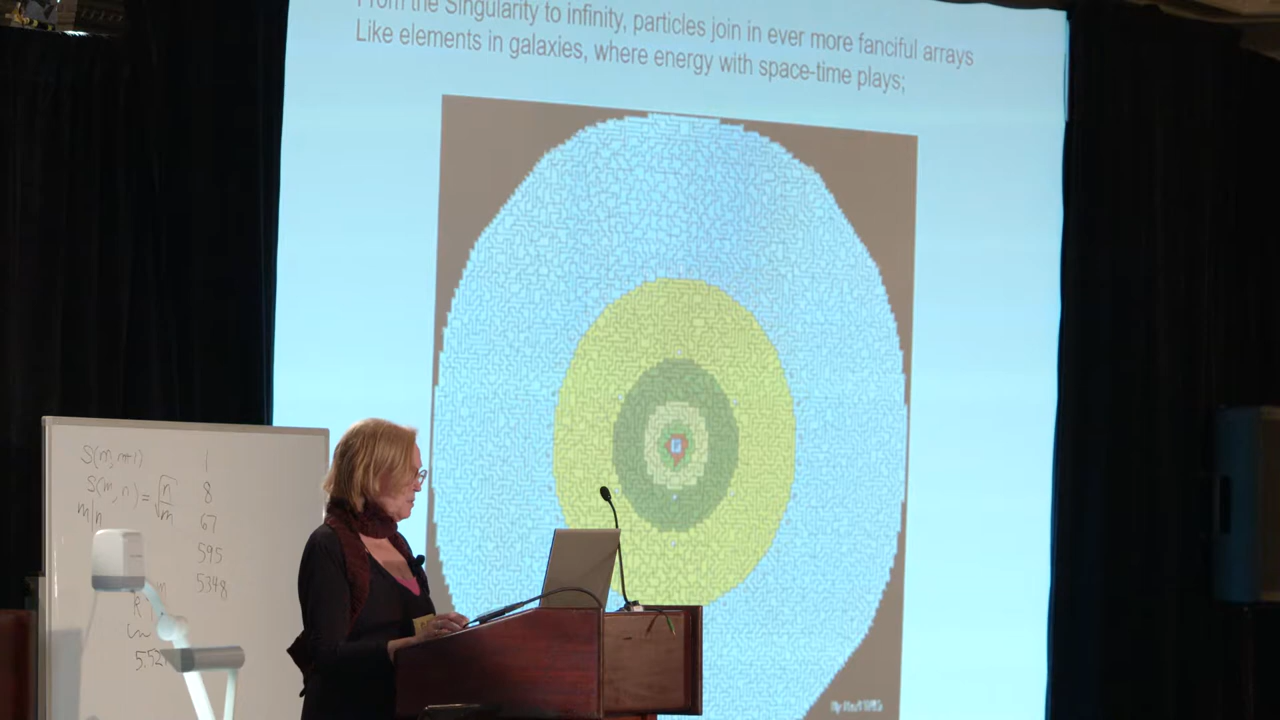 From the Singularity to infinity, particles join in ever more fanciful arrays
Like elements in galaxies, where energy with space-time plays;
S(m, n+1) 1
S(m, n) = √n/m 8
m|n 67
595
5348